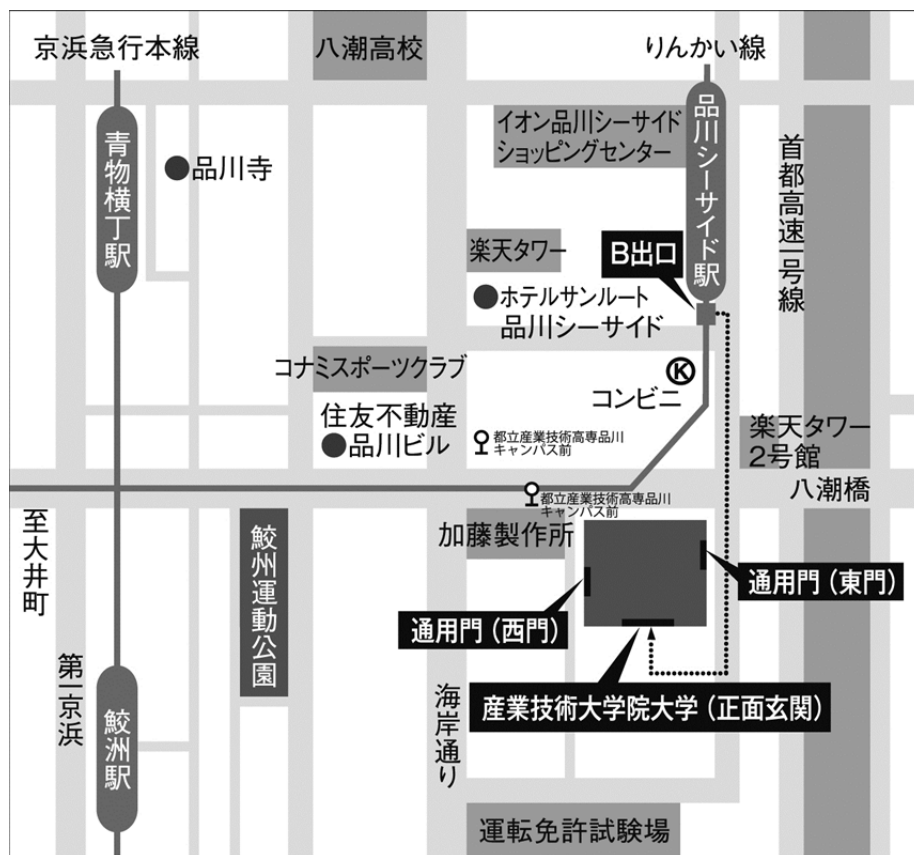 京浜急行本線
八潮高校
りんかい線
青物横丁駅
品川寺
イオン品川シーサイド
ショッピングセンター
品川シーサイド駅
首都高速一号線
楽天タワー
B出口
ホテルサンルート
品川シーサイド
コナミスポーツクラブ
K
コンビニ
住友不動産
品川ビル
都立産業技術高専品川
キャンパス前
楽天タワー
2号館
都立産業技術高専品川
キャンパス前
八潮橋
至大井町
鮫州運動公園
加藤製作所
通用門（東門）
通用門（西門）
第一京浜
鮫洲駅
海岸通り
産業技術大学院大学（正面玄関）
運転免許試験場